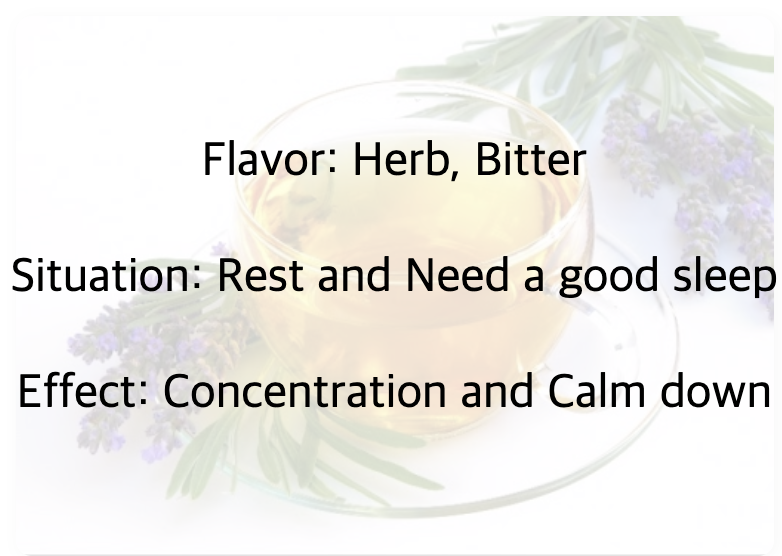 Flavor: Herb, Bitter
Situation: Rest and Need a good sleep
Effect: Concentration and Calm down